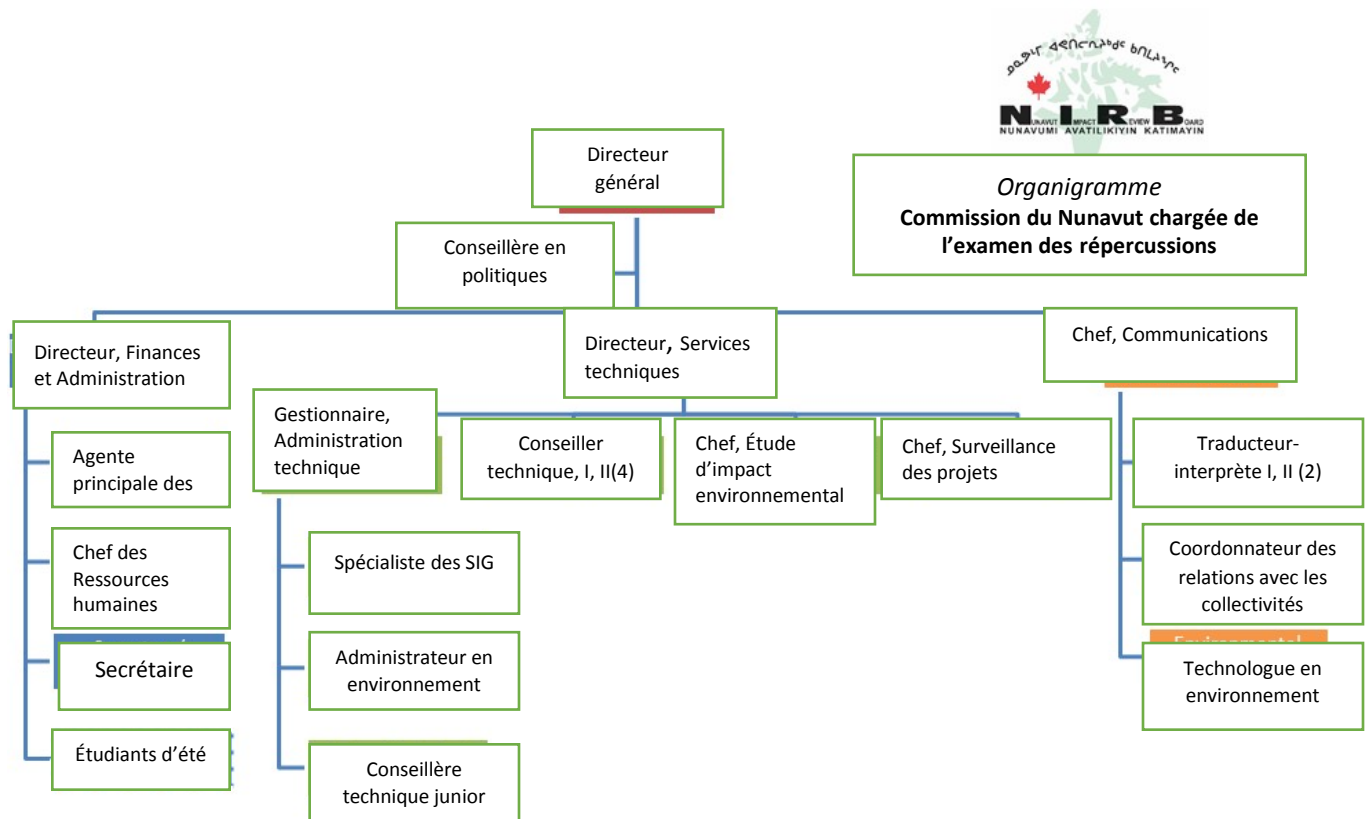 NUNAVUT IMPACT REVIEW BOARD
NUNAVUMI AVATILIKIYIN KATIMAYIN
Organigramme
Commission du Nunavut chargée de
l'examen des répercussions
Directeur
général
Conseillère en
politiques
Directeur, Finances
et Administration
Directeur, Services
techniques
Chef, Communications
Gestionnaire,
Administration
technique
Conseiller
technique, I, II(4)
Chef, Étude
d'impact
environnemental
Chef, Surveillance
des projets
Agente
principale des
Chef des
Ressources
humaines
Secrétaire
Étudiants d'été
Spécialiste des SIG
Administrateur en
environnement
Conseillère
technique junior
Traducteur-
interprète I, II (2)
Coordonnateur des
relations avec les
collectivités
Environmental
Technologue en
environnement